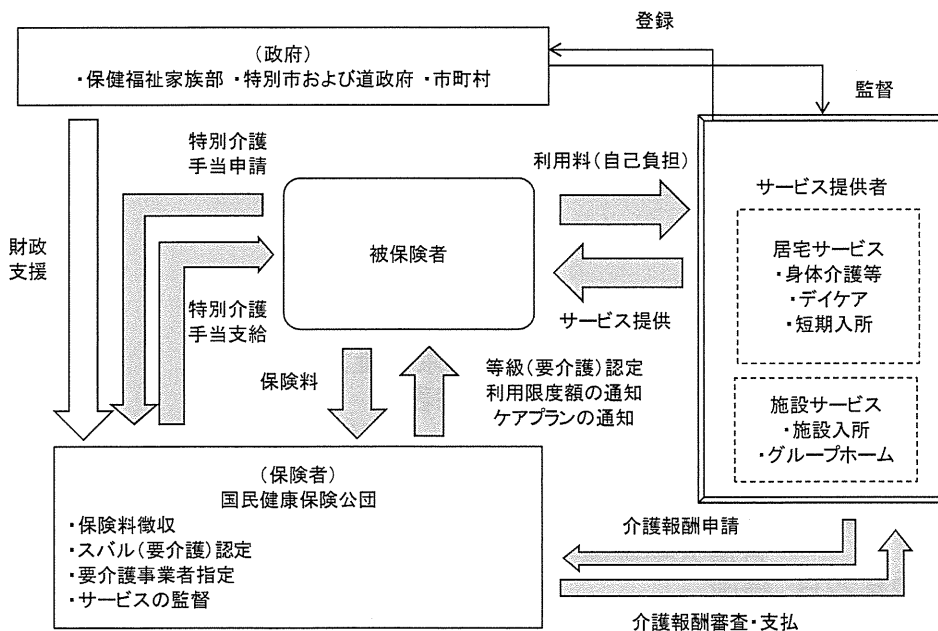 登録
(政府)
・保健福祉家族部 ・特別市および道政府 ・市町村
監督
特別介護
手当申請
利用料(自己負担)
サービス提供者
財政
支援
被保険者
居宅サービス
・身体介護等
・デイケア
・短期入所
特別介護
手当支給
サービス提供
保険料
等級(要介護)認定
利用限度額の通知
ケアプランの通知
施設サービス
・施設入所
・グループホーム
(保険者)
国民健康保険公団
・保険料徴収
・スバル(要介護)認定
・要介護事業者指定
・サービスの監督
介護報酬申請
介護報酬審査・支払